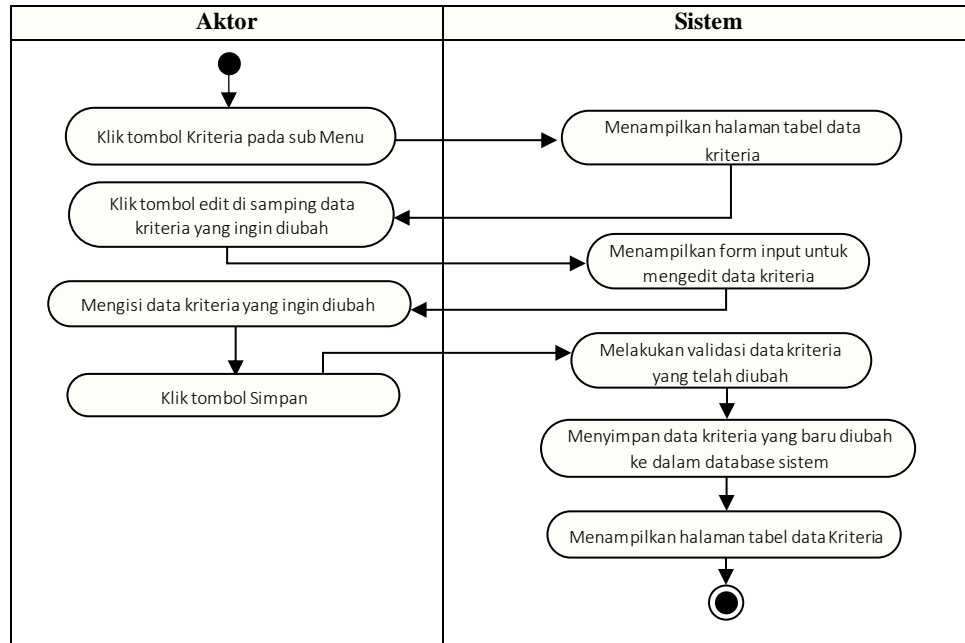 Aktor
Sistem
Klik tombol Kriteria pada sub Menu
Menampilkan halaman tabel data
kriteria
Klik tombol edit di samping data
kriteria yang ingin diubah
Menampilkan form input untuk
mengedit data kriteria
Mengisi data kriteria yang ingin diubah
Klik tombol Simpan
Melakukan validasi data kriteria
yang telah diubah
Menyimpan data kriteria yang baru diubah
ke dalam database sistem
Menampilkan halaman tabel data Kriteria